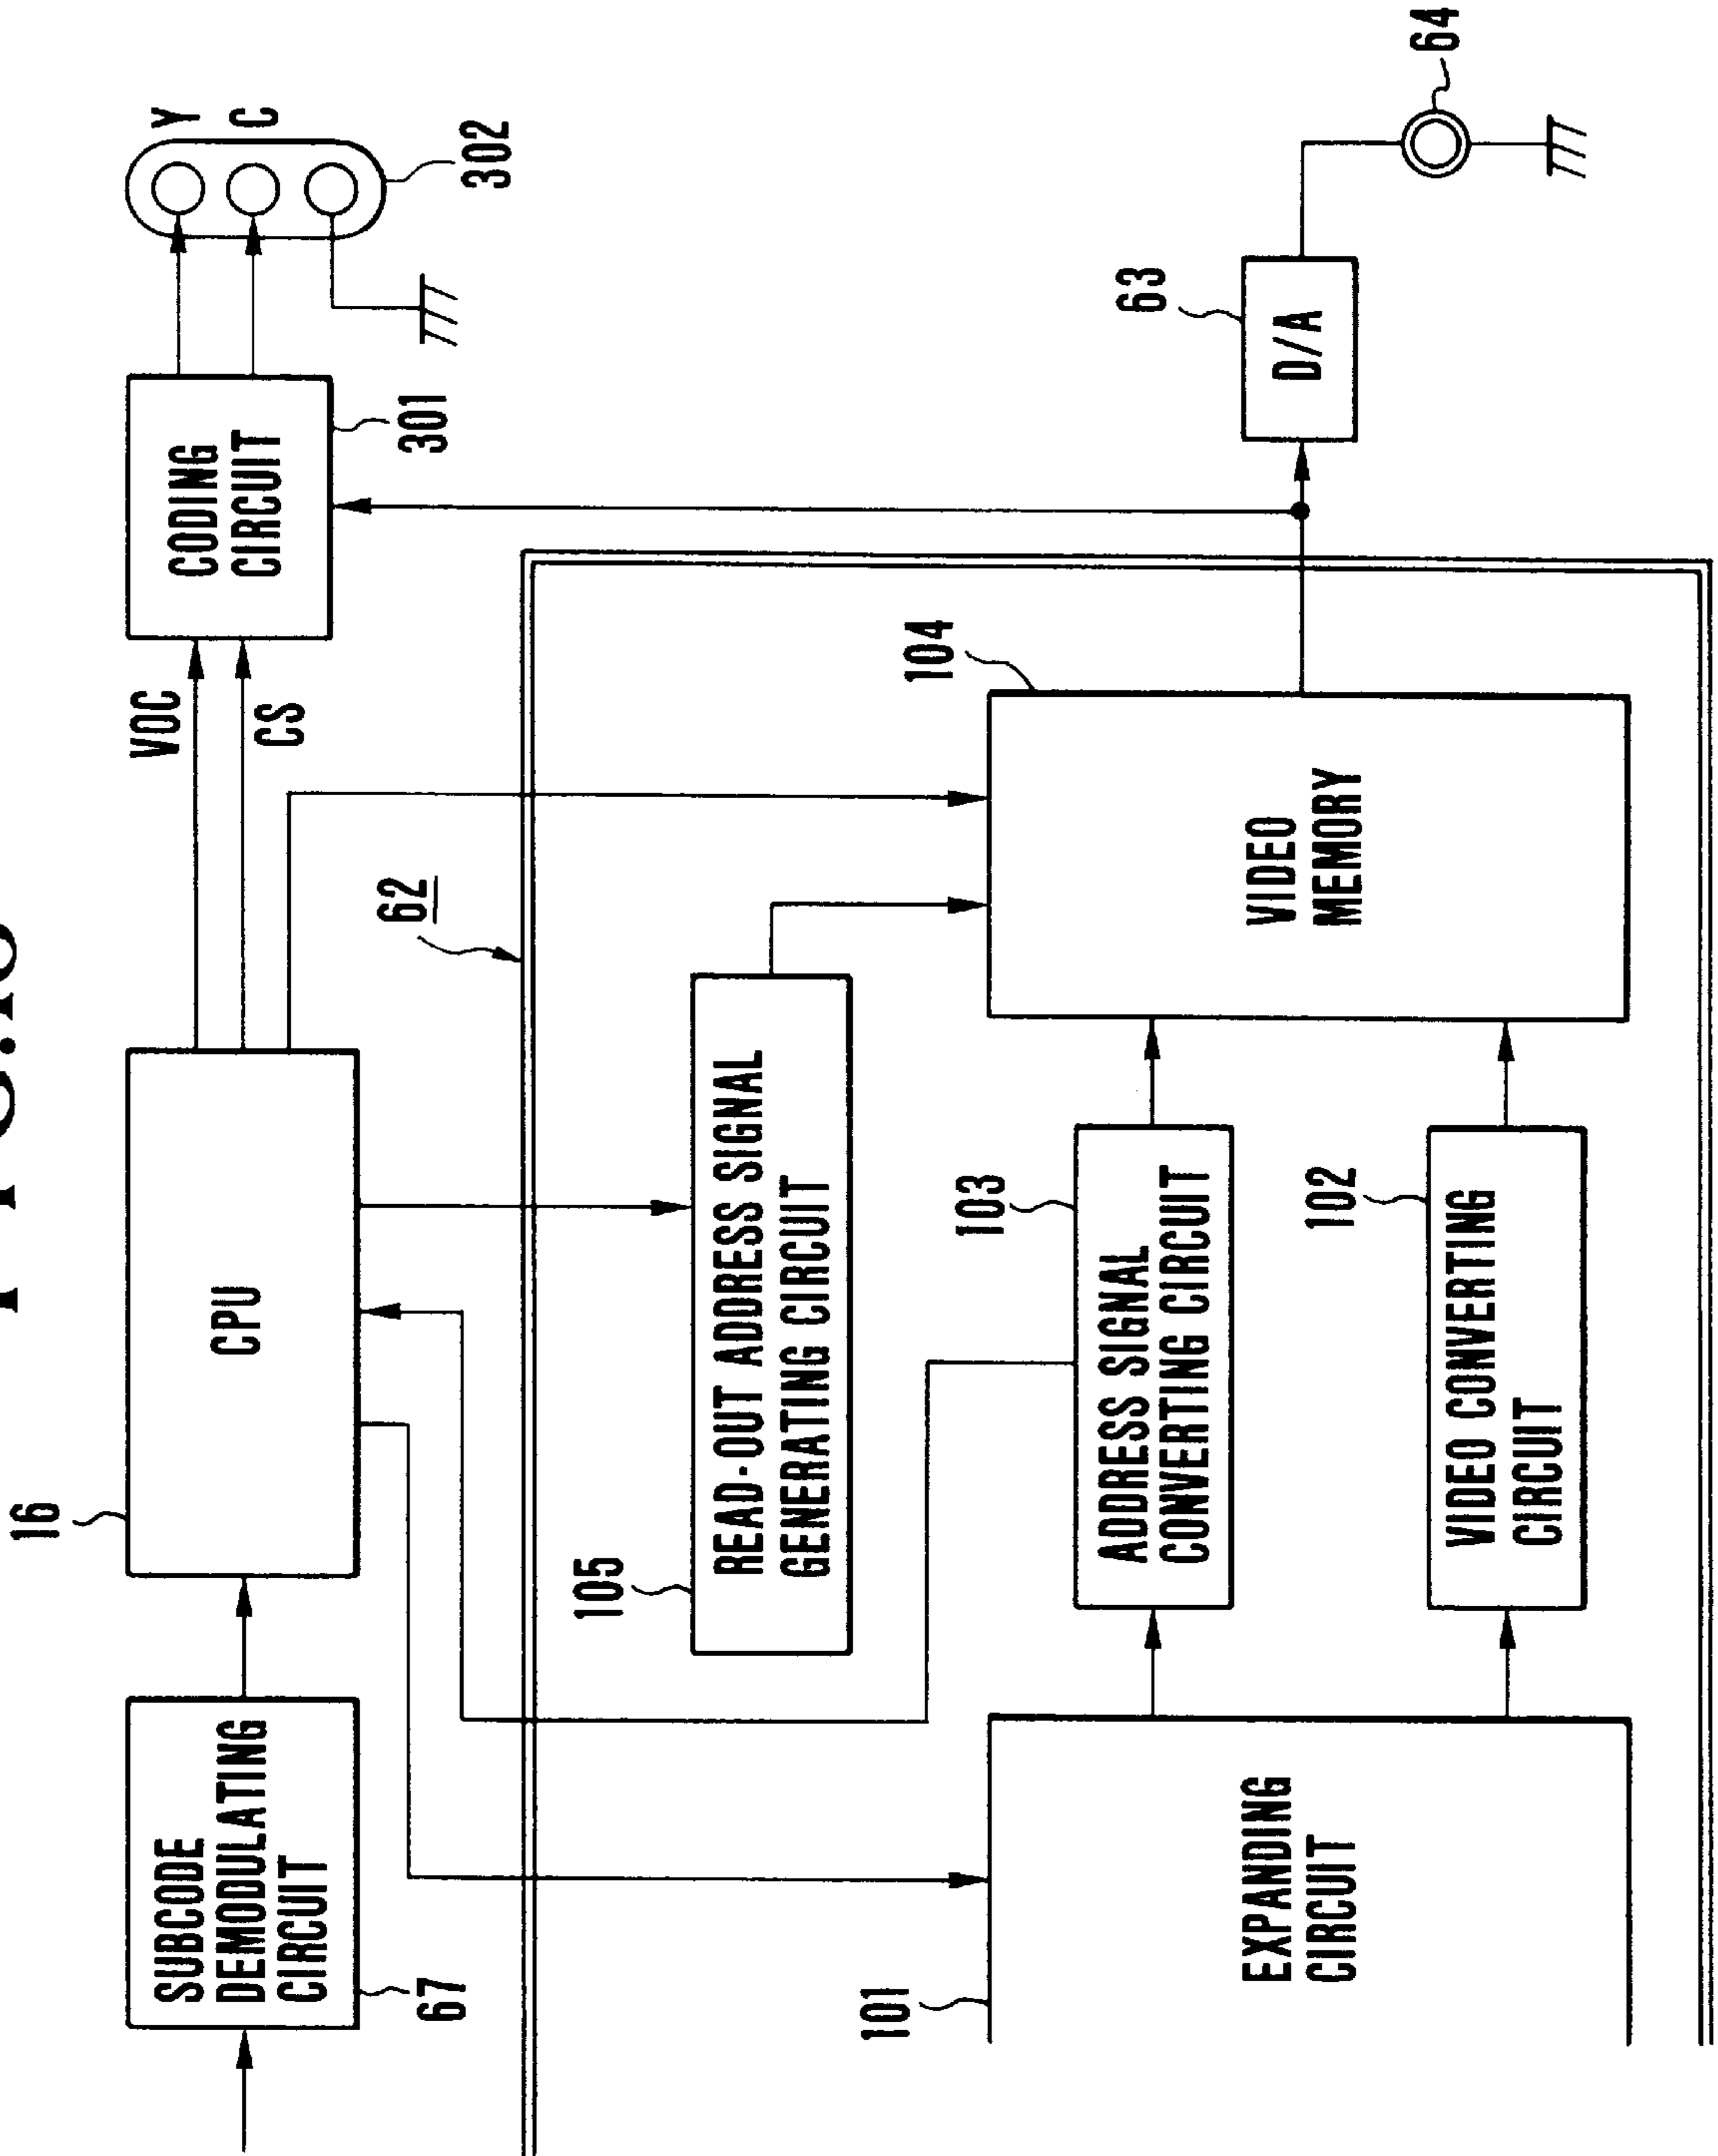 16
SUBCODE
DEMODULATING
CIRCUIT
67
CPU
VOC
CS
CODING
CIRCUIT
301
Y
C
302
62
105
READ-OUT ADDRESS SIGNAL
GENERATING CIRCUIT
101
EXPANDING
CIRCUIT
103
ADDRESS SIGNAL
CONVERTING CIRCUIT
102
VIDEO CONVERTING
CIRCUIT
104
VIDEO
MEMORY
63
D/A
64